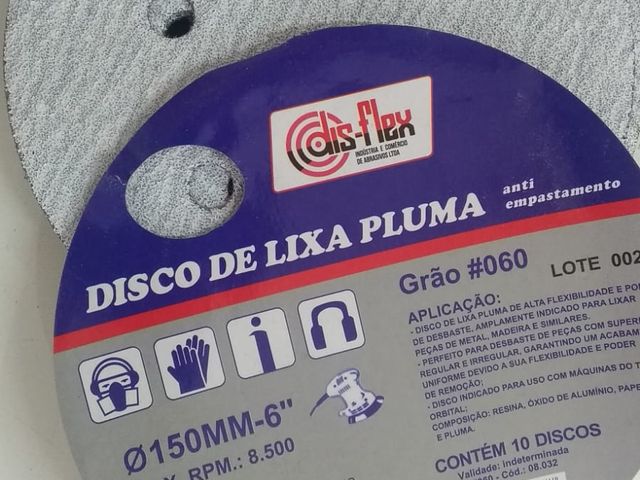 dis-flex
INDÚSTRIA E COMÉRCIO
DE ABRASIVOS LTDA
DISCO DE LIXA PLUMA
anti
empastamento
Grão #060
LOTE 002
APLICAÇÃO:
- DISCO DE LIXA PLUMA DE ALTA FLEXIBILIDADE E
DE DESBASTE, AMPLAMENTE INDICADO PARA LIXAR
PEÇAS DE METAL, MADEIRA E SIMILARES.
- PERFEITO PARA DESBASTE DE PEÇAS COM
REGULAR E IRREGULAR, GARANTINDO UM
UNIFORME DEVIDO A SUA FLEXIBILIDADE E PODER
DE REMOÇÃO;
- DISCO INDICADO PARA USO COM MÁQUINAS DO
ORBITAL;
COMPOSIÇÃO: RESINA, ÓXIDO DE ALUMÍNIO,
E PLUMA.
Ø150MM-6"
RPM.: 8.500
CONTÉM 10 DISCOS
Validade: Indeterminada
- Cód.: 08.032